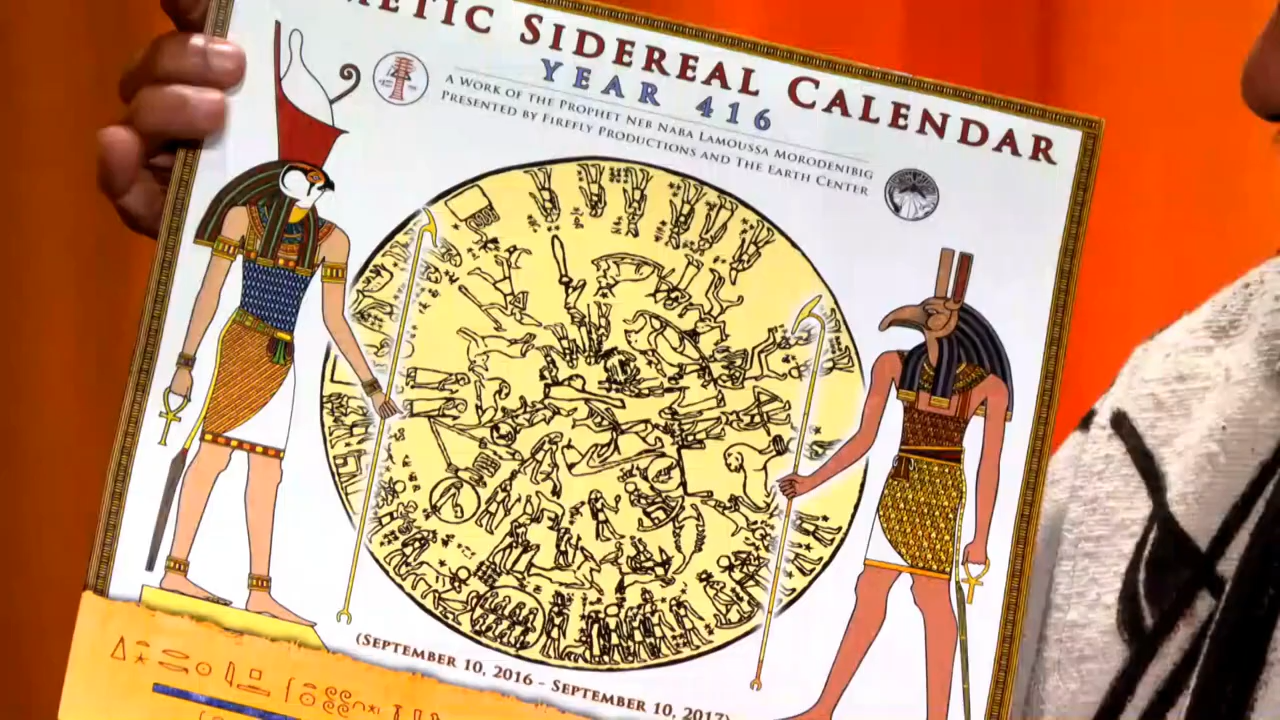 METIC SIDEREAL CALENDAR
YEAR 416
A WORK OF THE PROPHET NEB NABA LAMOUSSA MORODENIBIG
PRESENTED BY FIREFLY PRODUCTIONS AND THE EARTH CENTER
(SEPTEMBER 10, 2016 - SEPTEMBER 10, 2017)